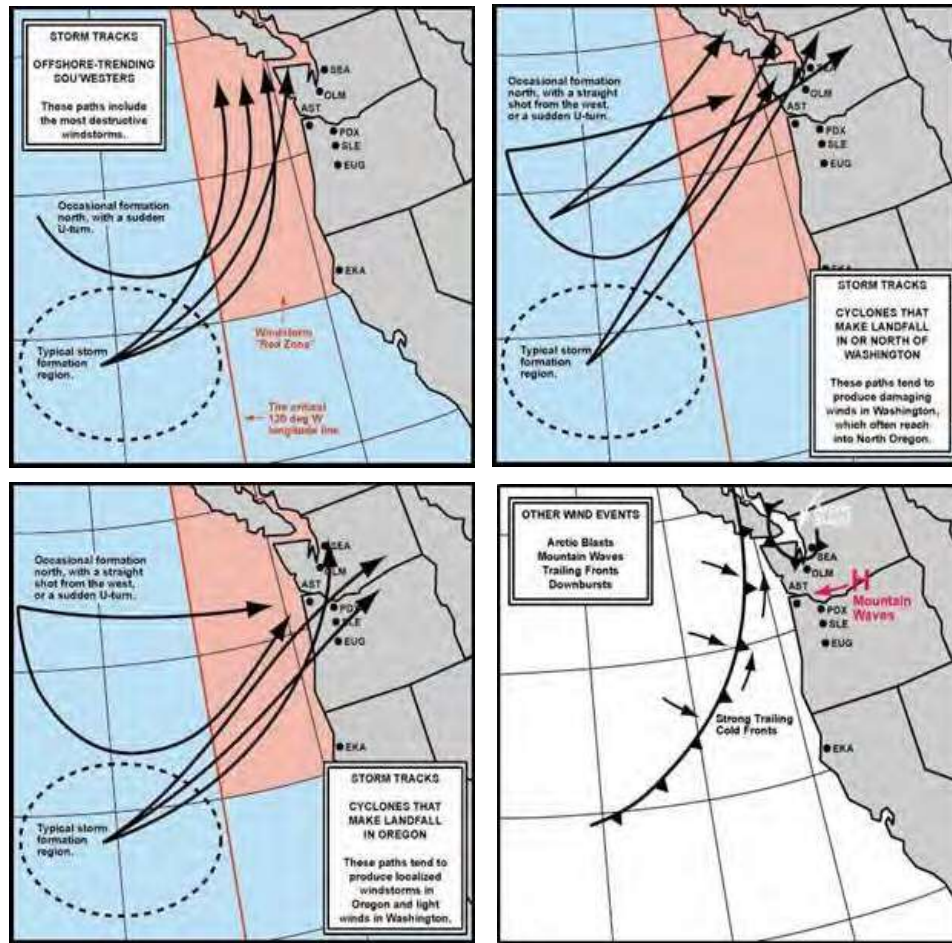 STORM TRACKS
OFFSHORE-TRENDING
SOU'WESTERS
These paths include
the most destructive
windstorms.
SEA
OLM
AST
PDX
SLE
EUG
Occasional formation
north, with a sudden
U-turn.
EKA
Windstorm
"Red Zone"
Typical storm
formation
region.
The critical
longitude line
Occasional formation
north, with a straight
shot from the west,
or a sudden U-turn.
OLM
AST
PDX
SLE
EUG
EKA
STORM TRACKS
CYCLONES THAT
MAKE LANDFALL
IN OR NORTH OF
WASHINGTON
These paths tend to
produce damaging
winds in Washington,
which often reach
into North Oregon.
Typical storm
formation
region.
Occasional formation
north, with a straight
shot from the west,
or a sudden U-turn.
SEA
OLM
AST
PDX
SLE
EUG
EKA
STORM TRACKS
CYCLONES THAT
MAKE LANDFALL
IN OREGON
These paths tend to
produce localized
windstorms in
Oregon and light
winds in Washington.
Typical storm
formation
region.
OTHER WIND EVENTS
Arctic Blasts
Mountain Waves
Trailing Fronts
Downbursts
SEA
OLM
AST
H
Mountain
Waves
PDX
SLE
EUG
Strong Trailing
Cold Fronts
EKA